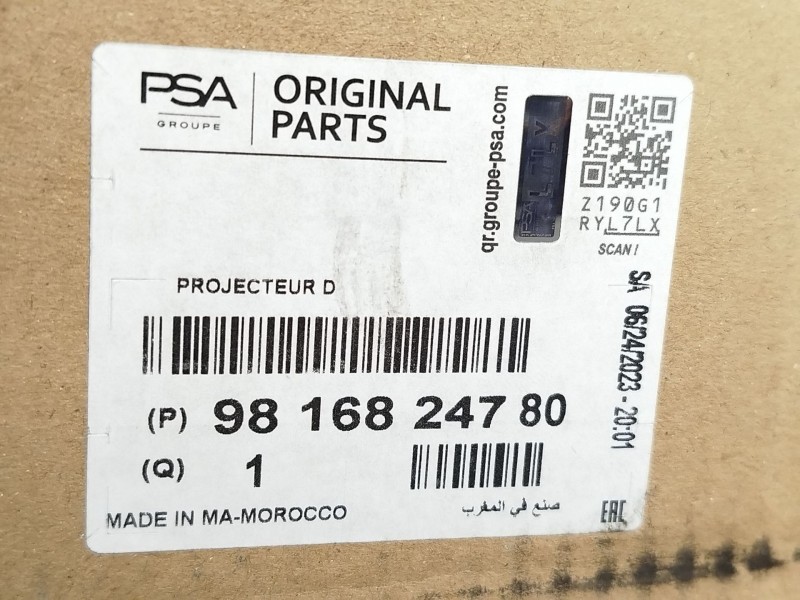 PSA
GROUPE
ORIGINAL
PARTS
qr.groupe-psa.com
Z190G1
RYL7LX
SCAN!
PROJECTEUR D
SA 06/24/2023 - 20:01
(P) 98 168 247 80
(Q) 1
MADE IN MA-MOROCCO
صنع في المغرب
EAC